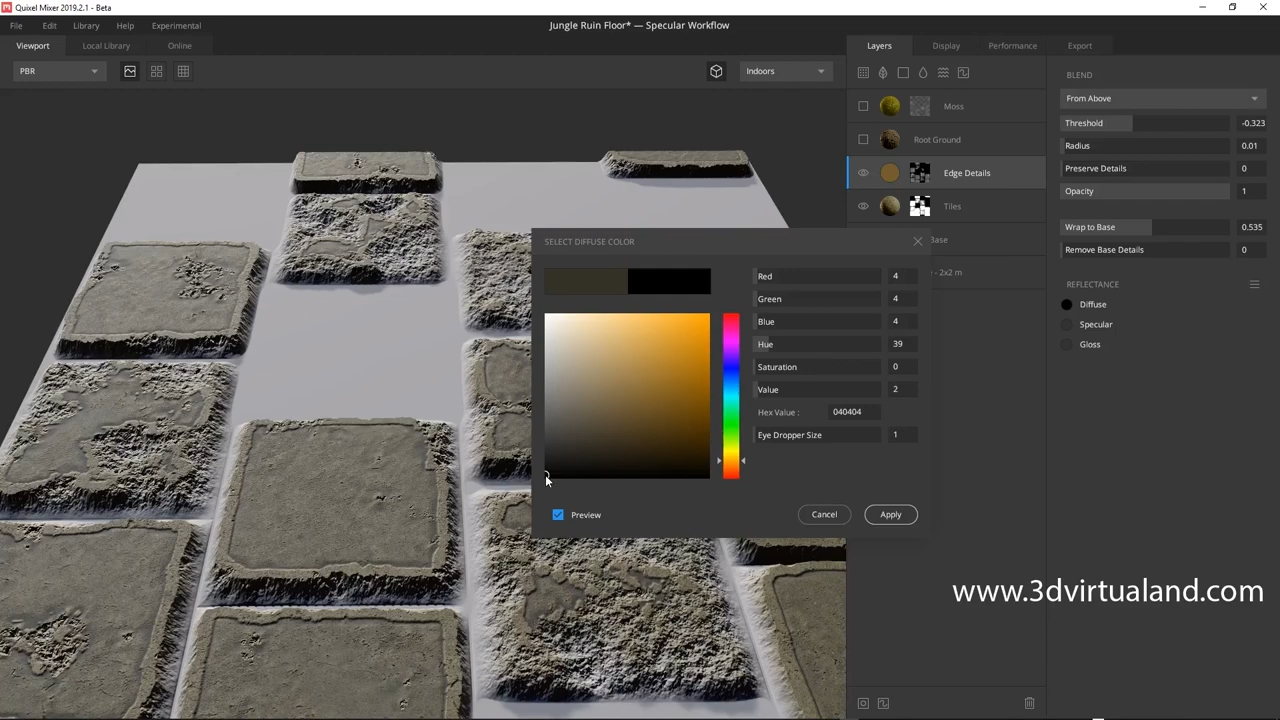 Quixel Mixer 2019.2.1 - Beta
File Edit Library Help Experimental
Jungle Ruin Floor* — Specular Workflow
Viewport Local Library Online
Layers Display Performance Export
PBR
Indoors
BLEND
From Above
Threshold -0.323
Radius 0.01
Preserve Details 0
Opacity 1
Wrap to Base 0.535
Remove Base Details 0
REFLECTANCE
Diffuse
Specular
Gloss
Moss
Root Ground
Edge Details
Tiles
Base
- 2x2 m
SELECT DIFFUSE COLOR
Red 4
Green 4
Blue 4
Hue 39
Saturation 0
Value 2
Hex Value : 040404
Eye Dropper Size 1
Preview
Cancel Apply
www.3dvirtualand.com